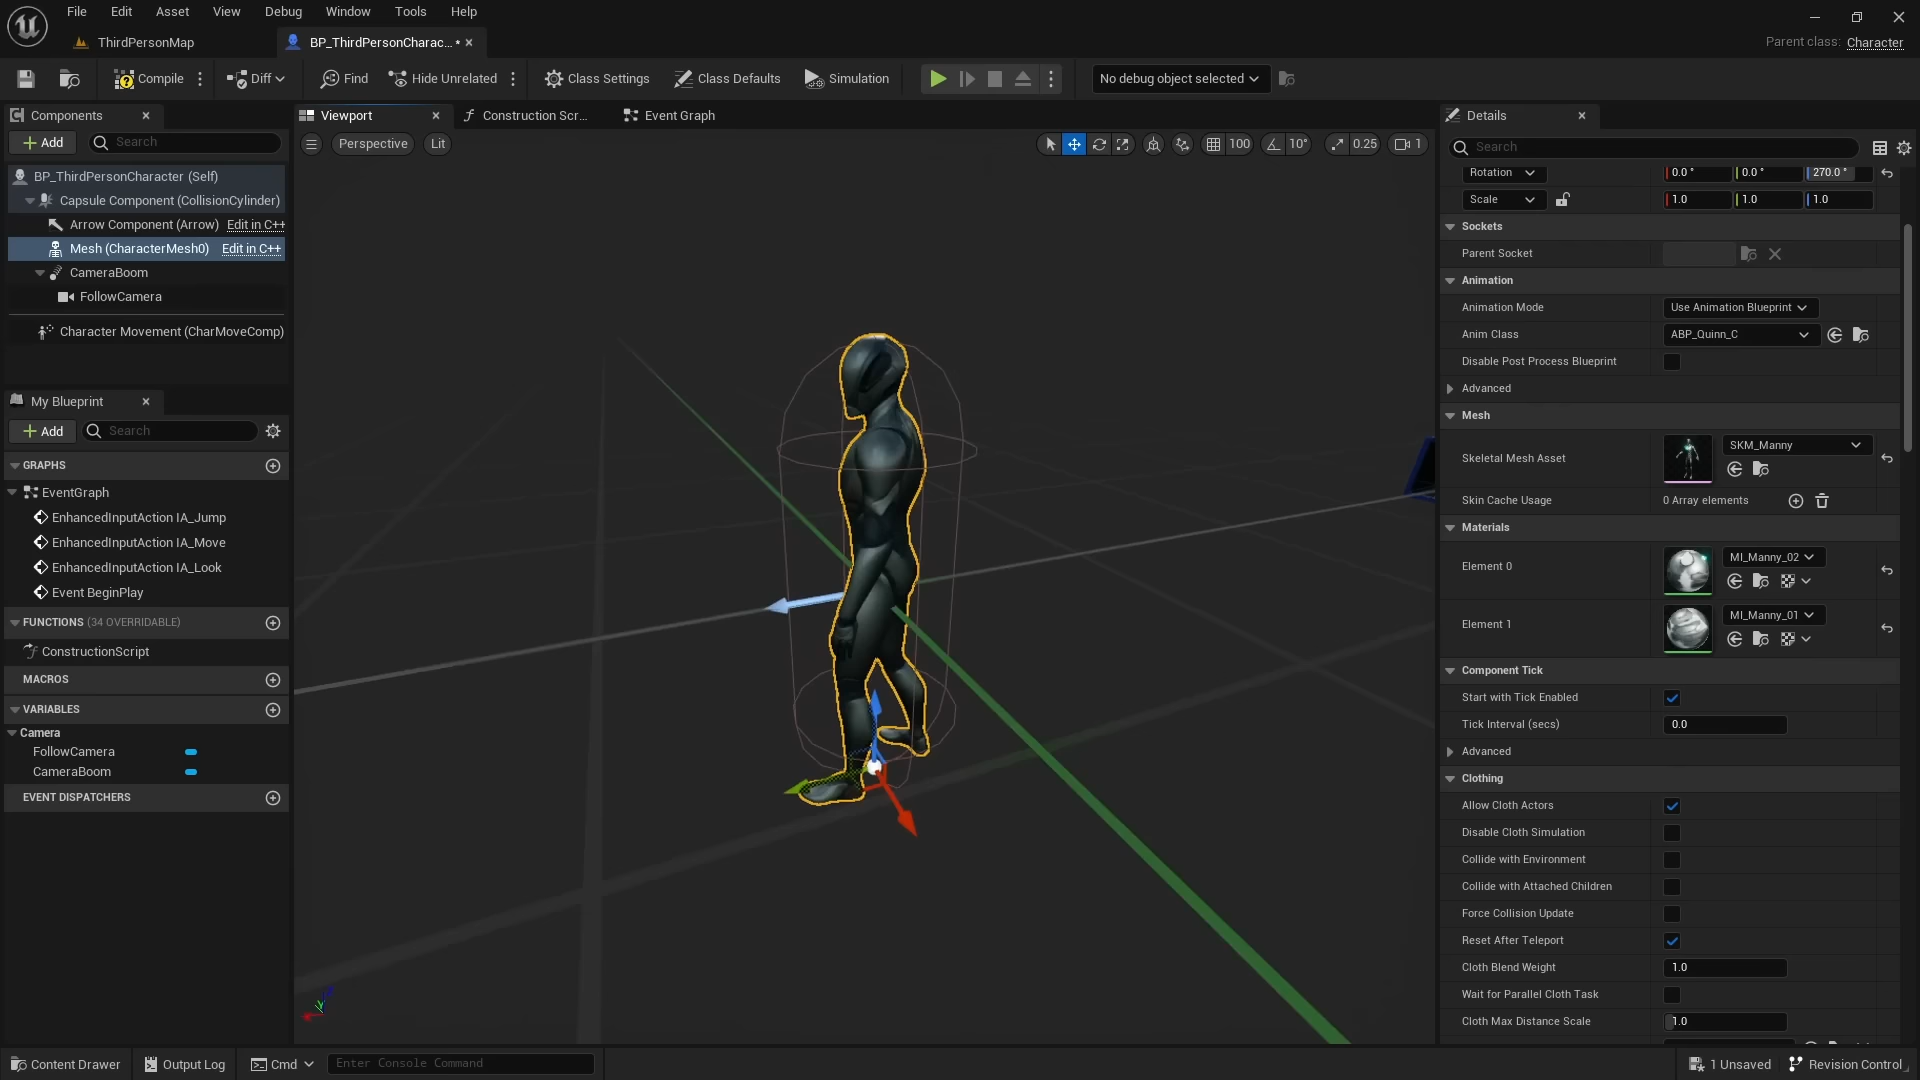 File Edit Asset View Debug Window Tools Help
ThirdPersonMap
BP_ThirdPersonCharac... *
Parent class: Character
Compile
Diff
Find
Hide Unrelated
Class Settings
Class Defaults
Simulation
No debug object selected
Components
Add
Search
BP_ThirdPersonCharacter (Self)
Capsule Component (CollisionCylinder)
Arrow Component (Arrow) Edit in C++
Mesh (CharacterMesh0) Edit in C++
CameraBoom
FollowCamera
Character Movement (CharMoveComp)
My Blueprint
Add
Search
GRAPHS
EventGraph
EnhancedInputAction IA_Jump
EnhancedInputAction IA_Move
EnhancedInputAction IA_Look
Event BeginPlay
FUNCTIONS (34 OVERRIDABLE)
ConstructionScript
MACROS
VARIABLES
Camera
FollowCamera
CameraBoom
EVENT DISPATCHERS
Viewport
Construction Scr...
Event Graph
Perspective
Lit
100
10°
0.25
1
Details
Search
Rotation 0.0 ° 0.0 ° 270.0 °
Scale 1.0 1.0 1.0
Sockets
Parent Socket
Animation
Animation Mode Use Animation Blueprint
Anim Class ABP_Quinn_C
Disable Post Process Blueprint
Advanced
Mesh
Skeletal Mesh Asset SKM_Manny
Skin Cache Usage 0 Array elements
Materials
Element 0 MI_Manny_02
Element 1 MI_Manny_01
Component Tick
Start with Tick Enabled
Tick Interval (secs) 0.0
Advanced
Clothing
Allow Cloth Actors
Disable Cloth Simulation
Collide with Environment
Collide with Attached Children
Force Collision Update
Reset After Teleport
Cloth Blend Weight 1.0
Wait for Parallel Cloth Task
Cloth Max Distance Scale 1.0
Content Drawer
Output Log
Cmd
Enter Console Command
1 Unsaved
Revision Control